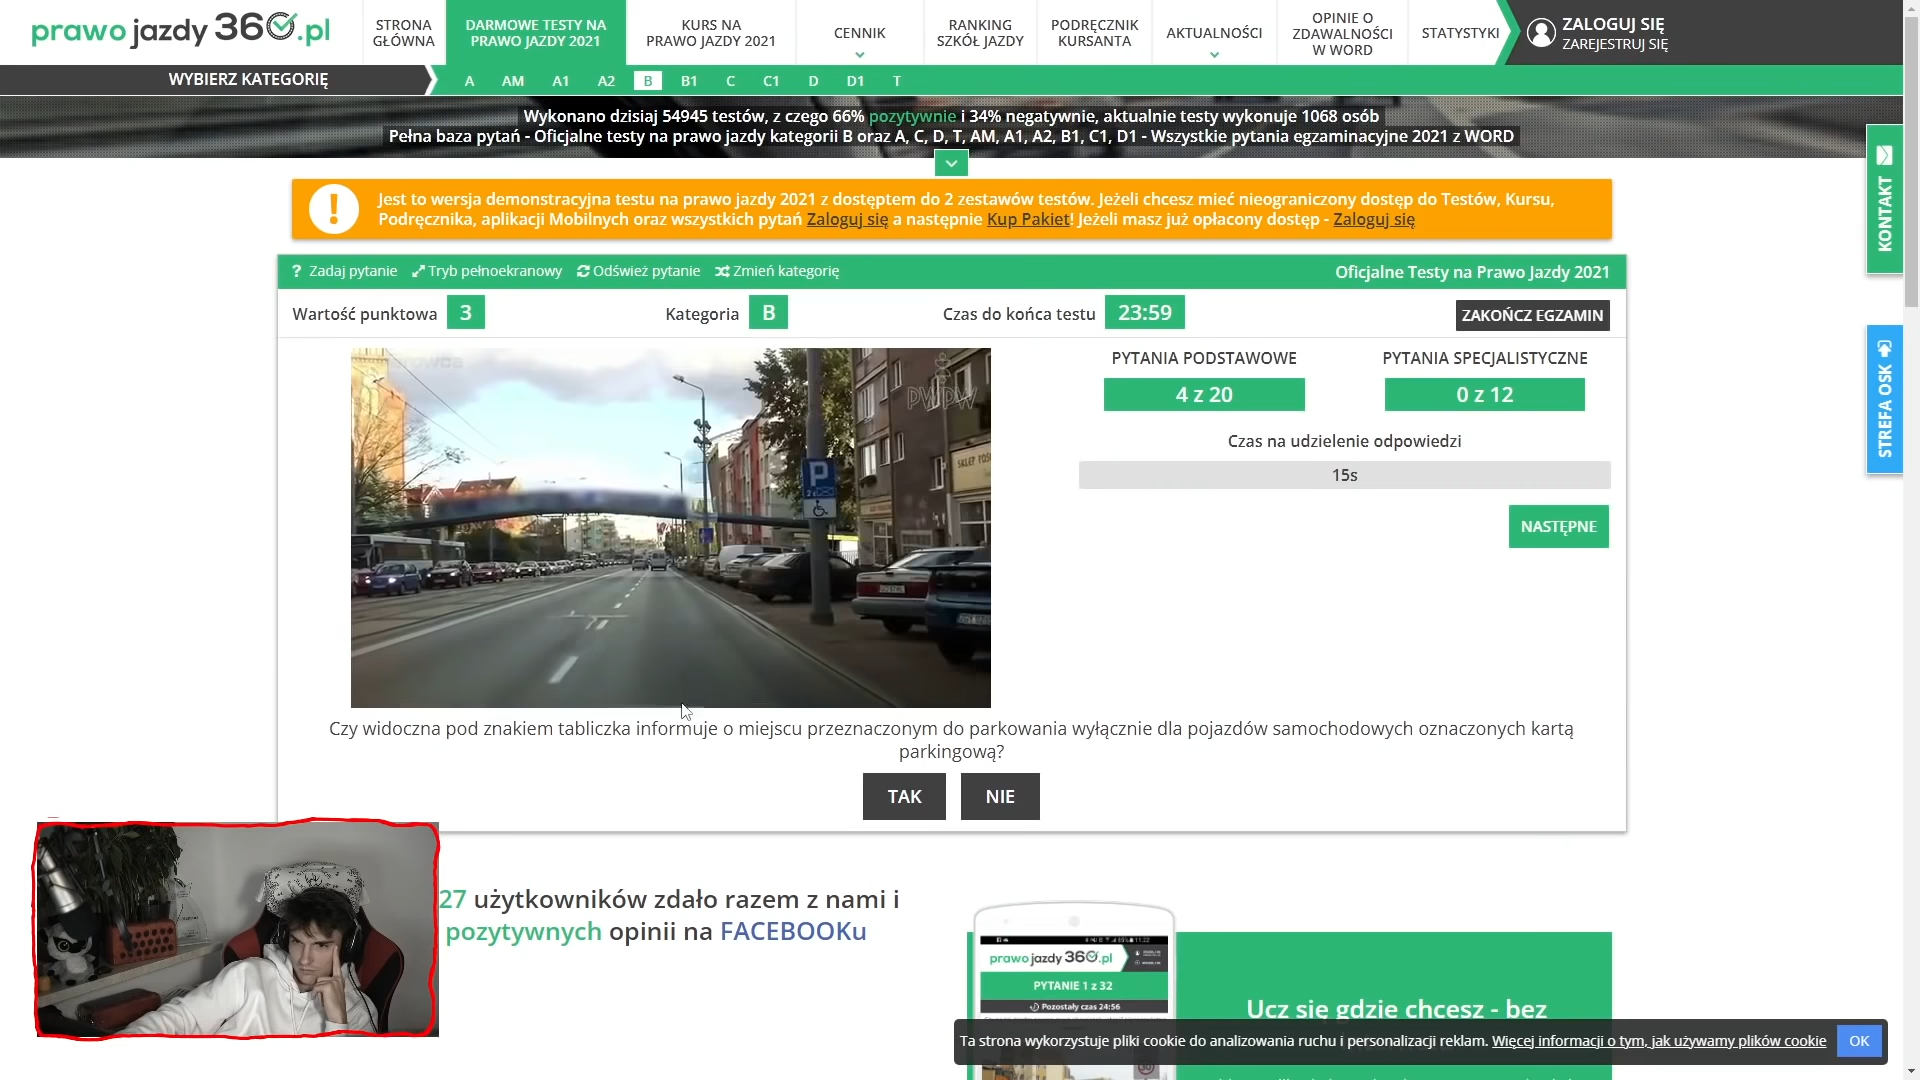 prawo jazdy 360.pl
STRONA
GŁÓWNA
DARMOWE TESTY NA
PRAWO JAZDY 2021
KURS NA
PRAWO JAZDY 2021
CENNIK
RANKING
SZKÓŁ JAZDY
PODRĘCZNIK
KURSANTA
AKTUALNOŚCI
OPINIE O
ZDAWALNOŚCI
W WORD
STATYSTYKI
ZALOGUJ SIĘ
ZAREJESTRUJ SIĘ
WYBIERZ KATEGORIĘ
A AM A1 A2 B B1 C C1 D D1 T
Wykonano dzisiaj 54945 testów, z czego 66% pozytywnie i 34% negatywnie, aktualnie testy wykonuje 1068 osób
Pełna baza pytań - Oficjalne testy na prawo jazdy kategorii B oraz A, C, D, T, AM, A1, A2, B1, C1, D1 - Wszystkie pytania egzaminacyjne 2021 z WORD
KONTAKT
STREFA OSK
! Jest to wersja demonstracyjna testu na prawo jazdy 2021 z dostępem do 2 zestawów testów. Jeżeli chcesz mieć nieograniczony dostęp do Testów, Kursu,
Podręcznika, aplikacji Mobilnych oraz wszystkich pytań Zaloguj się a następnie Kup Pakiet! Jeżeli masz już opłacony dostęp - Zaloguj się
? Zadaj pytanie Tryb pełnoekranowy Odśwież pytanie Zmień kategorię Oficjalne Testy na Prawo Jazdy 2021
Wartość punktowa 3 Kategoria B Czas do końca testu 23:59 ZAKOŃCZ EGZAMIN
PWPW
P
SKLEP
PYTANIA PODSTAWOWE PYTANIA SPECJALISTYCZNE
4 z 20 0 z 12
Czas na udzielenie odpowiedzi
15s
NASTĘPNE
Czy widoczna pod znakiem tabliczka informuje o miejscu przeznaczonym do parkowania wyłącznie dla pojazdów samochodowych oznaczonych kartą
parkingową?
TAK NIE
27 użytkowników zdało razem z nami i
pozytywnych opinii na FACEBOOKu
prawo jazdy 360.pl
PYTANIE 1 z 32
Pozostały czas 24:56
Ucz się gdzie chcesz - bez
Ta strona wykorzystuje pliki cookie do analizowania ruchu i personalizacji reklam. Więcej informacji o tym, jak używamy plików cookie OK